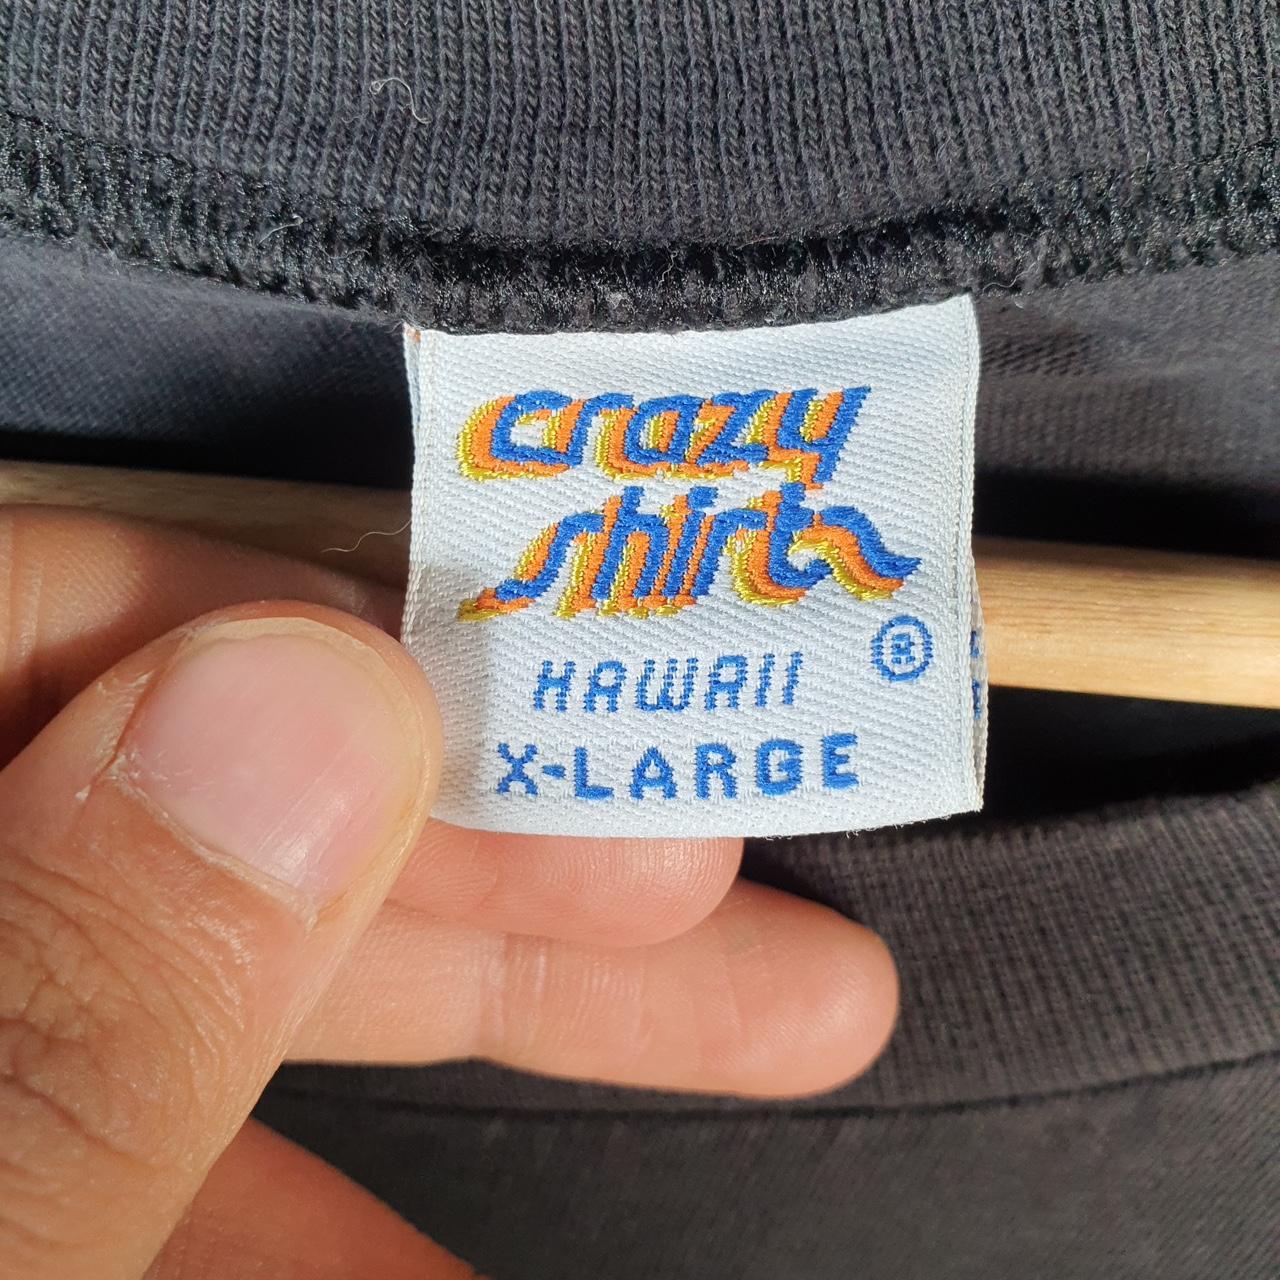 crazy
shirts
®
HAWAII
X-LARGE